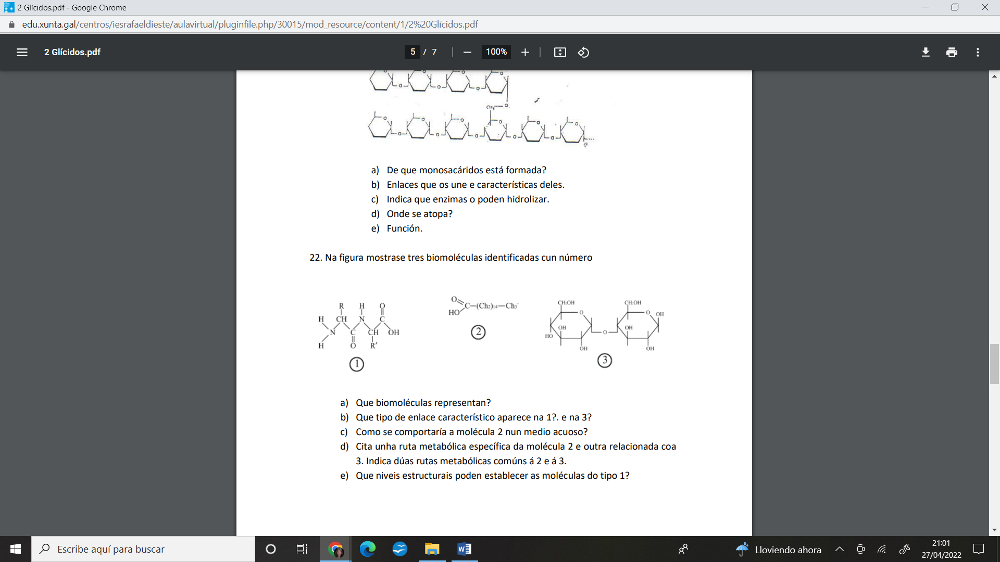 2 Glícidos.pdf - Google Chrome
edu.xunta.gal/centros/iesrafaeldieste/aulavirtual/pluginfile.php/30015/mod_resource/content/1/2%20Glícidos.pdf
2 Glícidos.pdf
5 / 7
100%
a) De que monosacáridos está formada?
b) Enlaces que os une e características deles.
c) Indica que enzimas o poden hidrolizar.
d) Onde se atopa?
e) Función.
22. Na figura mostrase tres biomoléculas identificadas cun número
R H O
H CH N C
N C CH OH
H O R'
1
O
C-(Ch2)14-Ch3
HO
2
CH2OH CH2OH
O O OH
OH OH
HO O
OH OH
3
a) Que biomoléculas representan?
b) Que tipo de enlace característico aparece na 1?. e na 3?
c) Como se comportaría a molécula 2 nun medio acuoso?
d) Cita unha ruta metabólica específica da molécula 2 e outra relacionada coa
3. Indica dúas rutas metabólicas comúns á 2 e á 3.
e) Que niveis estructurais poden establecer as moléculas do tipo 1?
Escribe aquí para buscar
Lloviendo ahora
21:01
27/04/2022